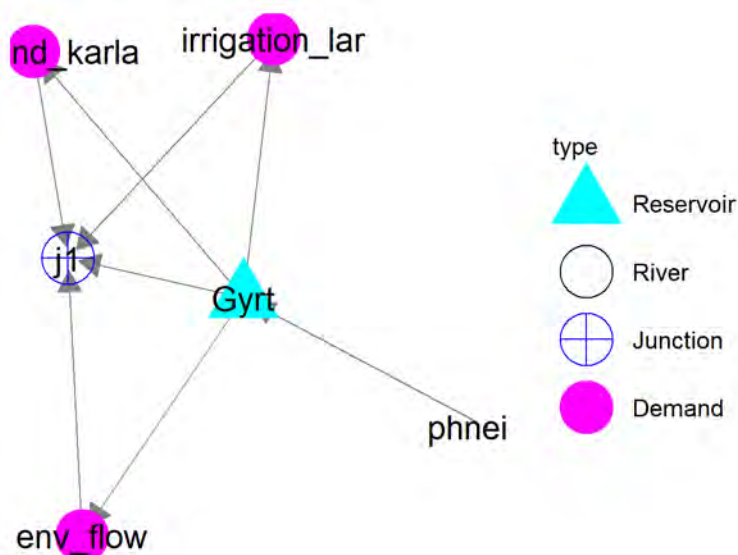 nd_karla
irrigation_lar
type
Reservoir
j1
River
Gyrt
Junction
phnei
Demand
env_flow